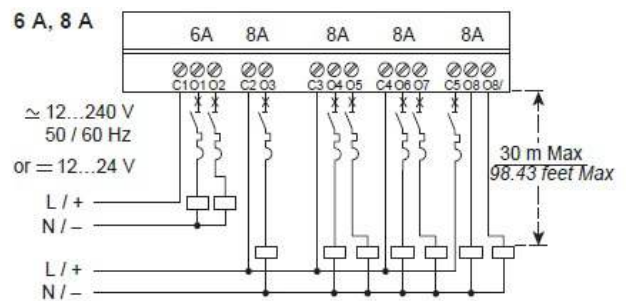 6 A, 8 A
6A 8A 8A 8A 8A
C1 O1 O2 C2 O3 C3 O4 O5 C4 O6 O7 C5 O8 O8/
≃ 12...240 V
50 / 60 Hz
or ⎓ 12...24 V
30 m Max
98.43 feet Max
L / +
N / –
L / +
N / –